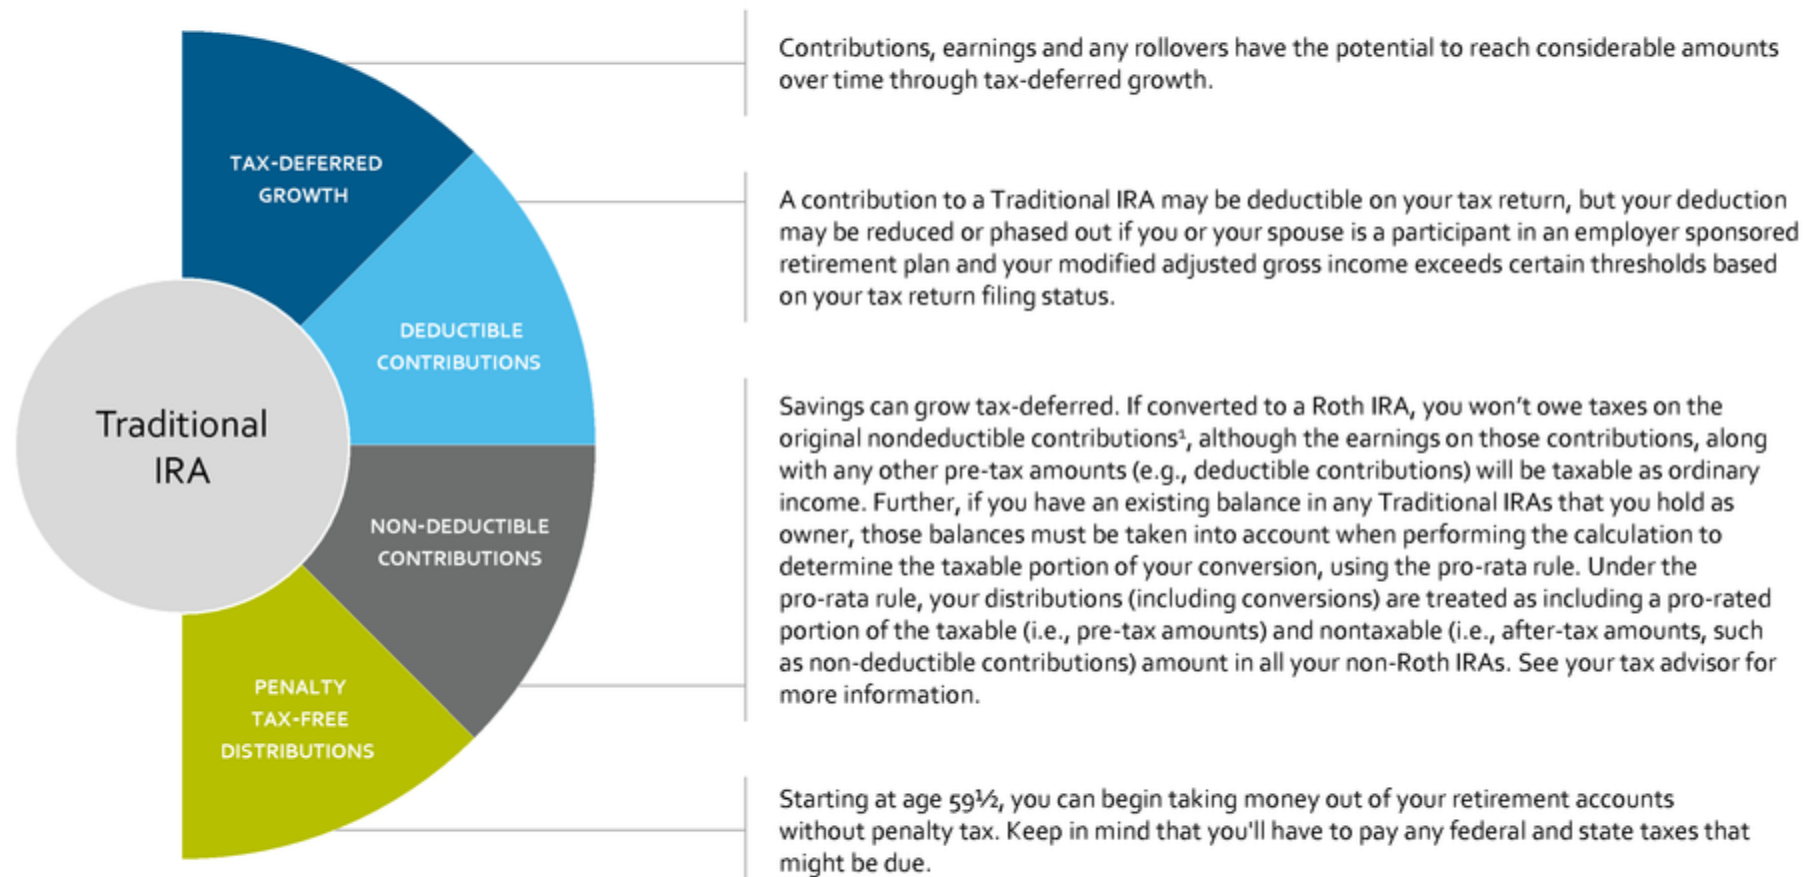 TAX-DEFERRED
GROWTH
DEDUCTIBLE
CONTRIBUTIONS
Traditional
IRA
NON-DEDUCTIBLE
CONTRIBUTIONS
PENALTY
TAX-FREE
DISTRIBUTIONS
Contributions, earnings and any rollovers have the potential to reach considerable amounts
over time through tax-deferred growth.
A contribution to a Traditional IRA may be deductible on your tax return, but your deduction
may be reduced or phased out if you or your spouse is a participant in an employer sponsored
retirement plan and your modified adjusted gross income exceeds certain thresholds based
on your tax return filing status.
Savings can grow tax-deferred. If converted to a Roth IRA, you won’t owe taxes on the
original nondeductible contributions¹, although the earnings on those contributions, along
with any other pre-tax amounts (e.g., deductible contributions) will be taxable as ordinary
income. Further, if you have an existing balance in any Traditional IRAs that you hold as
owner, those balances must be taken into account when performing the calculation to
determine the taxable portion of your conversion, using the pro-rata rule. Under the
pro-rata rule, your distributions (including conversions) are treated as including a pro-rated
portion of the taxable (i.e., pre-tax amounts) and nontaxable (i.e., after-tax amounts, such
as non-deductible contributions) amount in all your non-Roth IRAs. See your tax advisor for
more information.
Starting at age 59½, you can begin taking money out of your retirement accounts
without penalty tax. Keep in mind that you'll have to pay any federal and state taxes that
might be due.